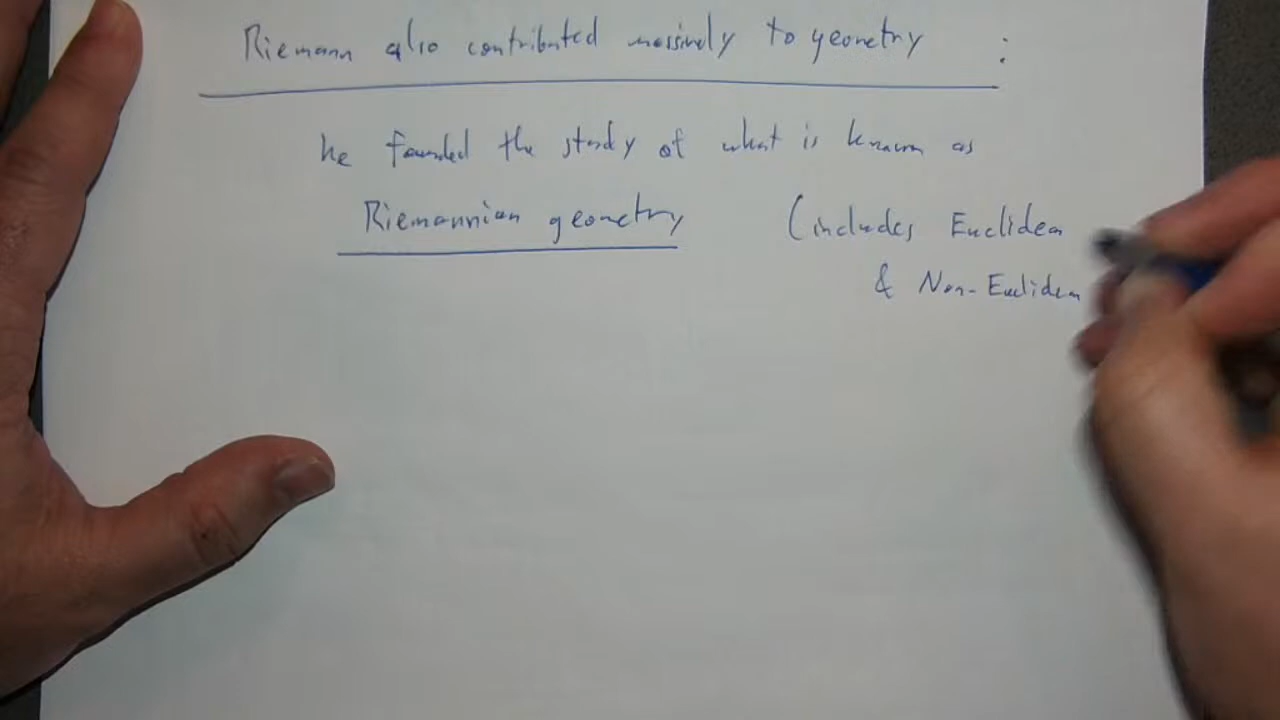 Riemann also contributed massively to geometry :
he founded the study of what is known as
Riemannian geometry (includes Euclidean
& Non-Euclidean